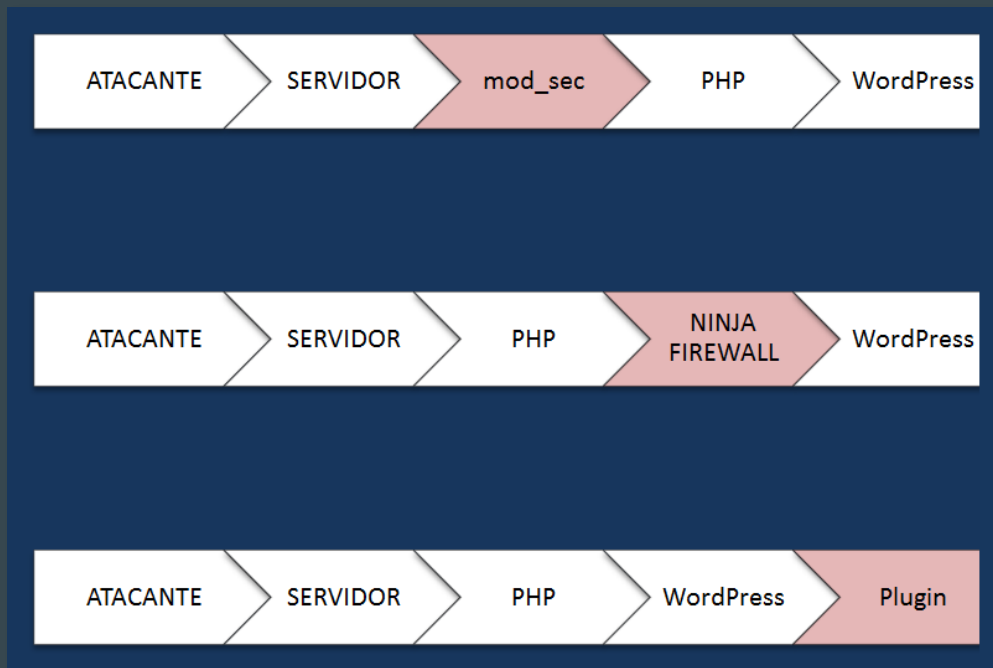 ATACANTE SERVIDOR mod_sec PHP WordPress
ATACANTE SERVIDOR PHP NINJA FIREWALL WordPress
ATACANTE SERVIDOR PHP WordPress Plugin